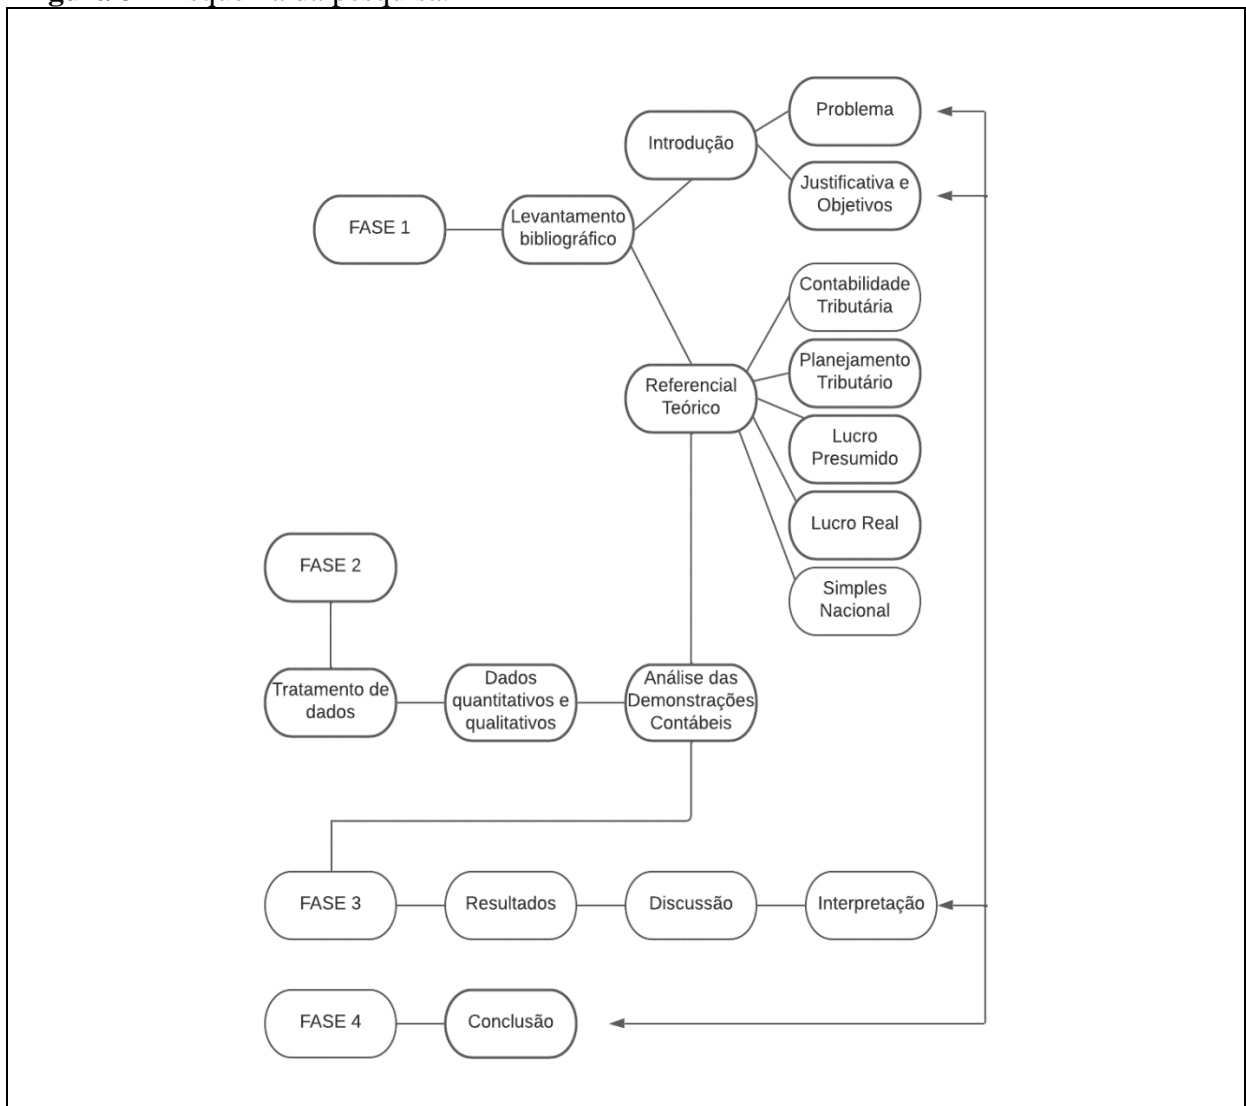 Problema
Introdução
Justificativa e
Objetivos
FASE 1
Levantamento
bibliográfico
Contabilidade
Tributária
Planejamento
Tributário
Referencial
Teórico
Lucro
Presumido
Lucro Real
FASE 2
Simples
Nacional
Tratamento de
dados
Dados
quantitativos e
qualitativos
Análise das
Demonstrações
Contábeis
FASE 3
Resultados
Discussão
Interpretação
FASE 4
Conclusão